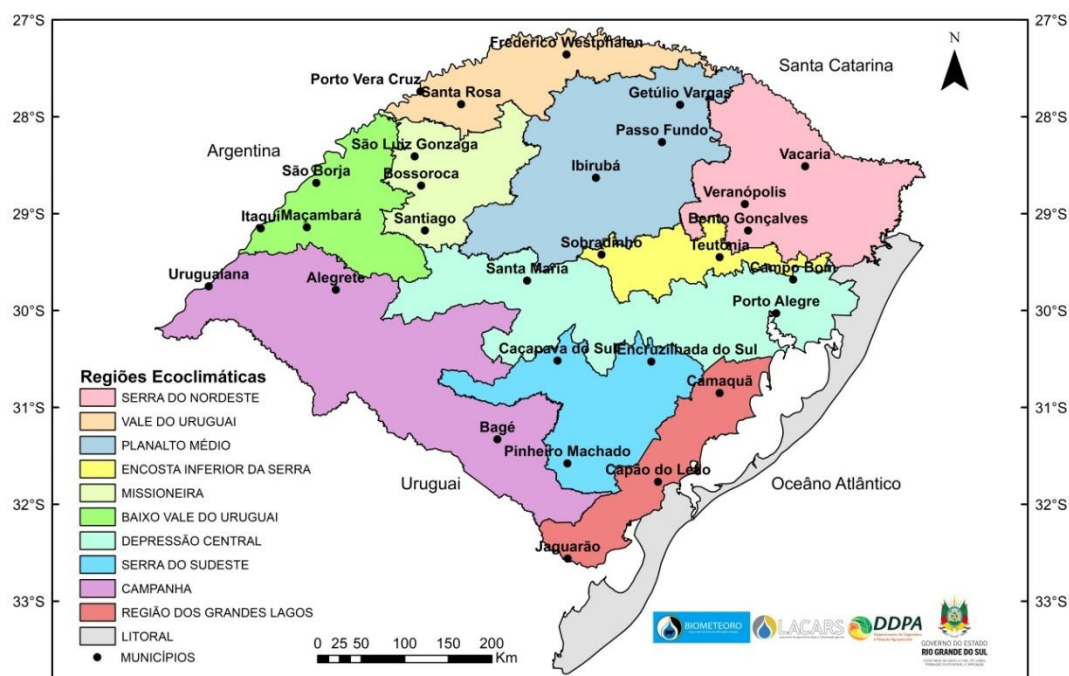 27°S
27°S
N
Frederico Westphalen
Santa Catarina
Porto Vera Cruz
Santa Rosa
Getúlio Vargas
28°S
28°S
Passo Fundo
Argentina
São Luiz Gonzaga
Vacaria
São Borja
Bossoroca
Ibirubá
Veranópolis
29°S
29°S
Itaqui
Maçambará
Santiago
Bento Gonçalves
Sobradinho
Teutônia
Uruguaiana
Alegrete
Santa Maria
Campo Bom
30°S
30°S
Porto Alegre
Caçapava do Sul
Encruzilhada do Sul
Regiões Ecoclimáticas
Camaquã
SERRA DO NORDESTE
31°S
31°S
VALE DO URUGUAI
Bagé
PLANALTO MÉDIO
Pinheiro Machado
ENCOSTA INFERIOR DA SERRA
Capão do Leão
Uruguai
Oceâno Atlântico
MISSIONEIRA
32°S
32°S
BAIXO VALE DO URUGUAI
DEPRESSÃO CENTRAL
Jaguarão
SERRA DO SUDESTE
CAMPANHA
33°S
33°S
REGIÃO DOS GRANDES LAGOS
LITORAL
MUNICÍPIOS
0 25 50 100 150 200
Km
BIOMETEORO
LACARS
DDPA
GOVERNO DO ESTADO
RIO GRANDE DO SUL